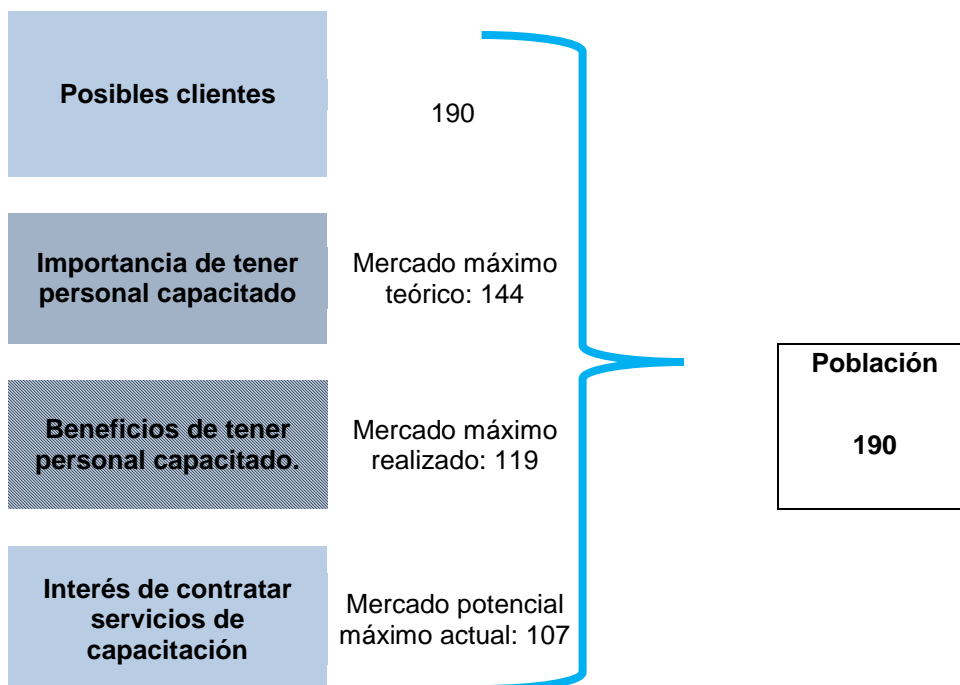 Posibles clientes
190
Importancia de tener
personal capacitado
Mercado máximo
teórico: 144
Beneficios de tener
personal capacitado.
Mercado máximo
realizado: 119
Interés de contratar
servicios de
capacitación
Mercado potencial
máximo actual: 107
Población
190